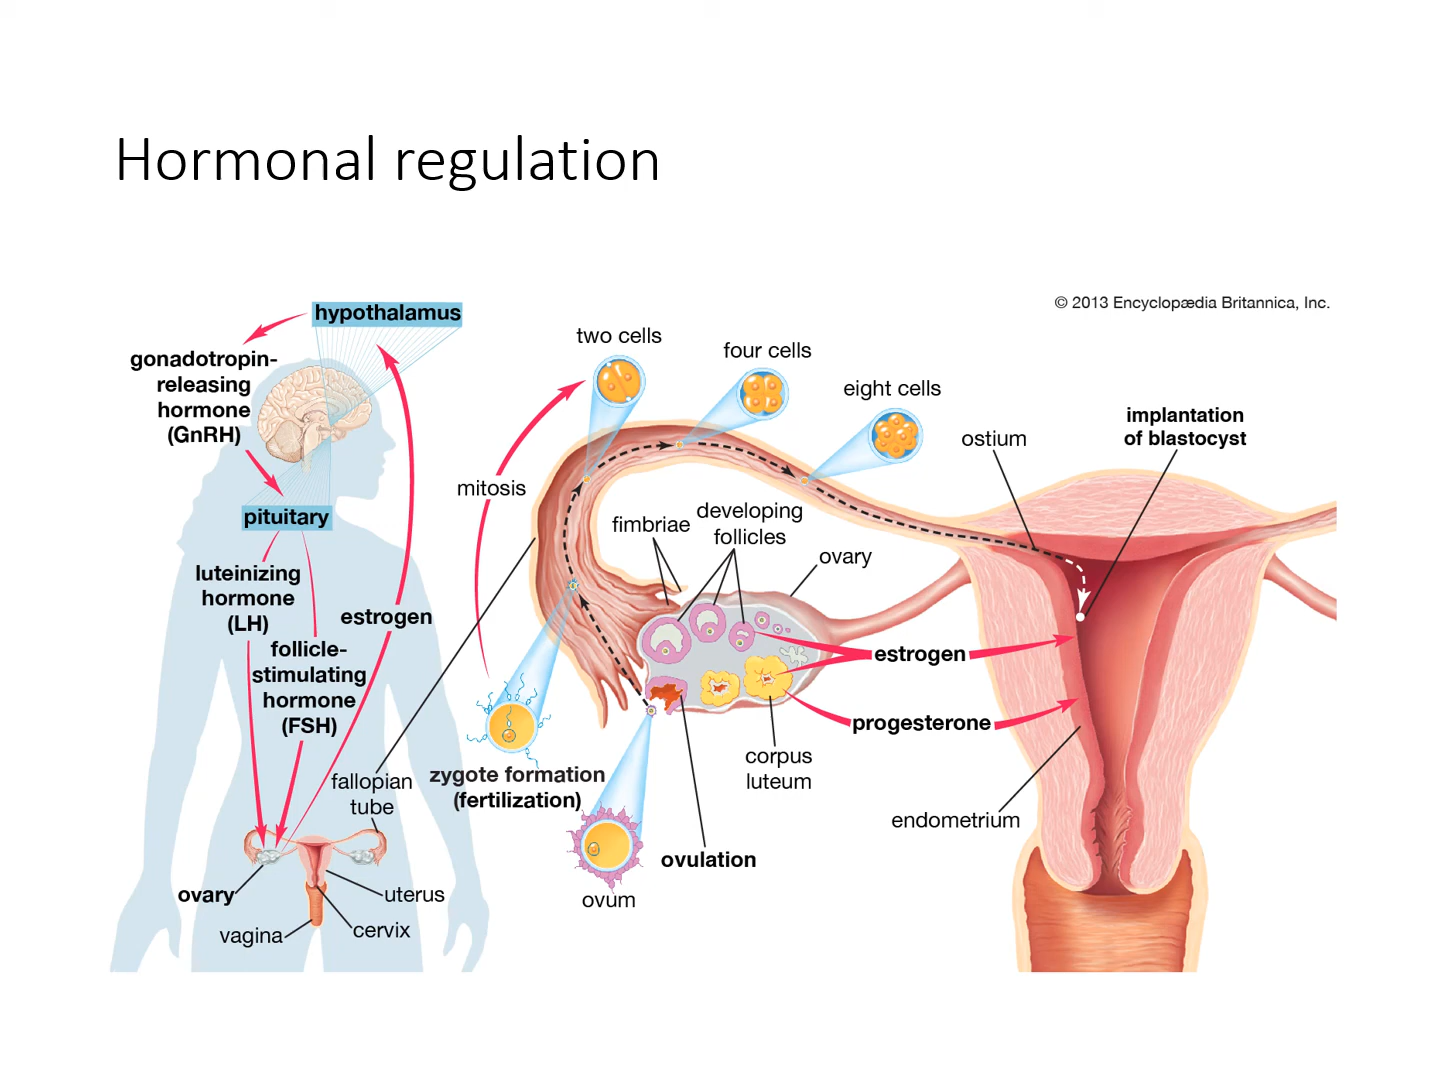 Hormonal regulation
© 2013 Encyclopædia Britannica, Inc.
hypothalamus
gonadotropin-
releasing
hormone
(GnRH)
pituitary
luteinizing
hormone
(LH)
estrogen
follicle-
stimulating
hormone
(FSH)
fallopian
tube
ovary
uterus
vagina
cervix
two cells
four cells
eight cells
mitosis
fimbriae
developing
follicles
ovary
ostium
implantation
of blastocyst
estrogen
progesterone
corpus
luteum
endometrium
zygote formation
(fertilization)
ovulation
ovum